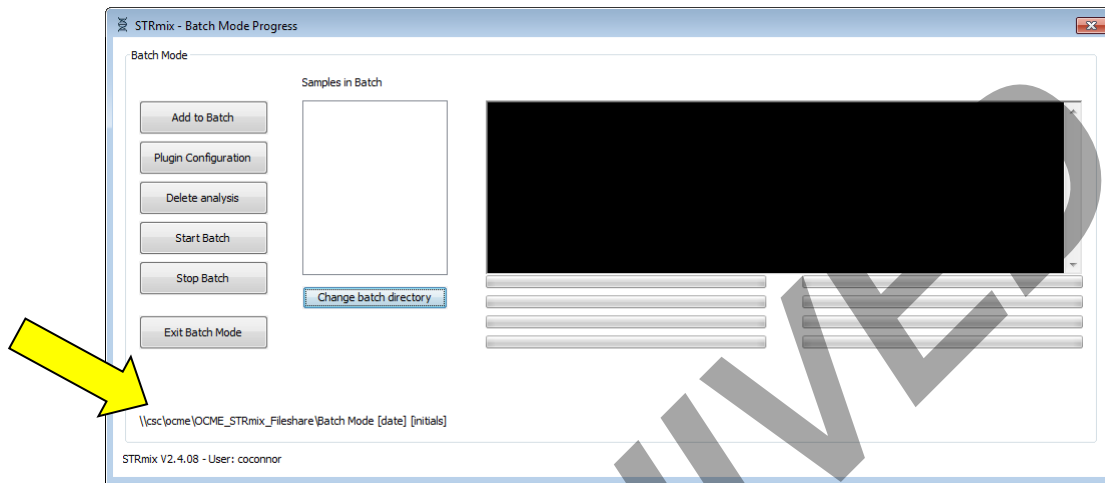 STRmix - Batch Mode Progress
Batch Mode
Samples in Batch
Add to Batch
Plugin Configuration
Delete analysis
Start Batch
Stop Batch
Change batch directory
Exit Batch Mode
\\csc\ocme\OCME_STRmix_Fileshare\Batch Mode [date] [initials]
STRmix V2.4.08 - User: coconnor